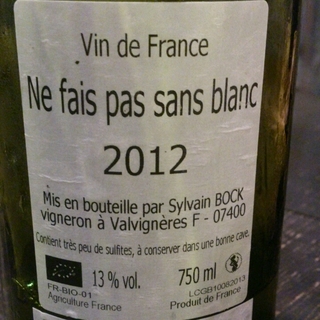 Vin de France
Ne fais pas sans blanc
2012
Mis en bouteille par Sylvain BOCK
vigneron à Valvignères F - 07400
Contient très peu de sulfites, à conserver dans une bonne cave.
13 % vol.
750 ml
FR-BIO-01
Agriculture France
LCGB10082013
Produit de France